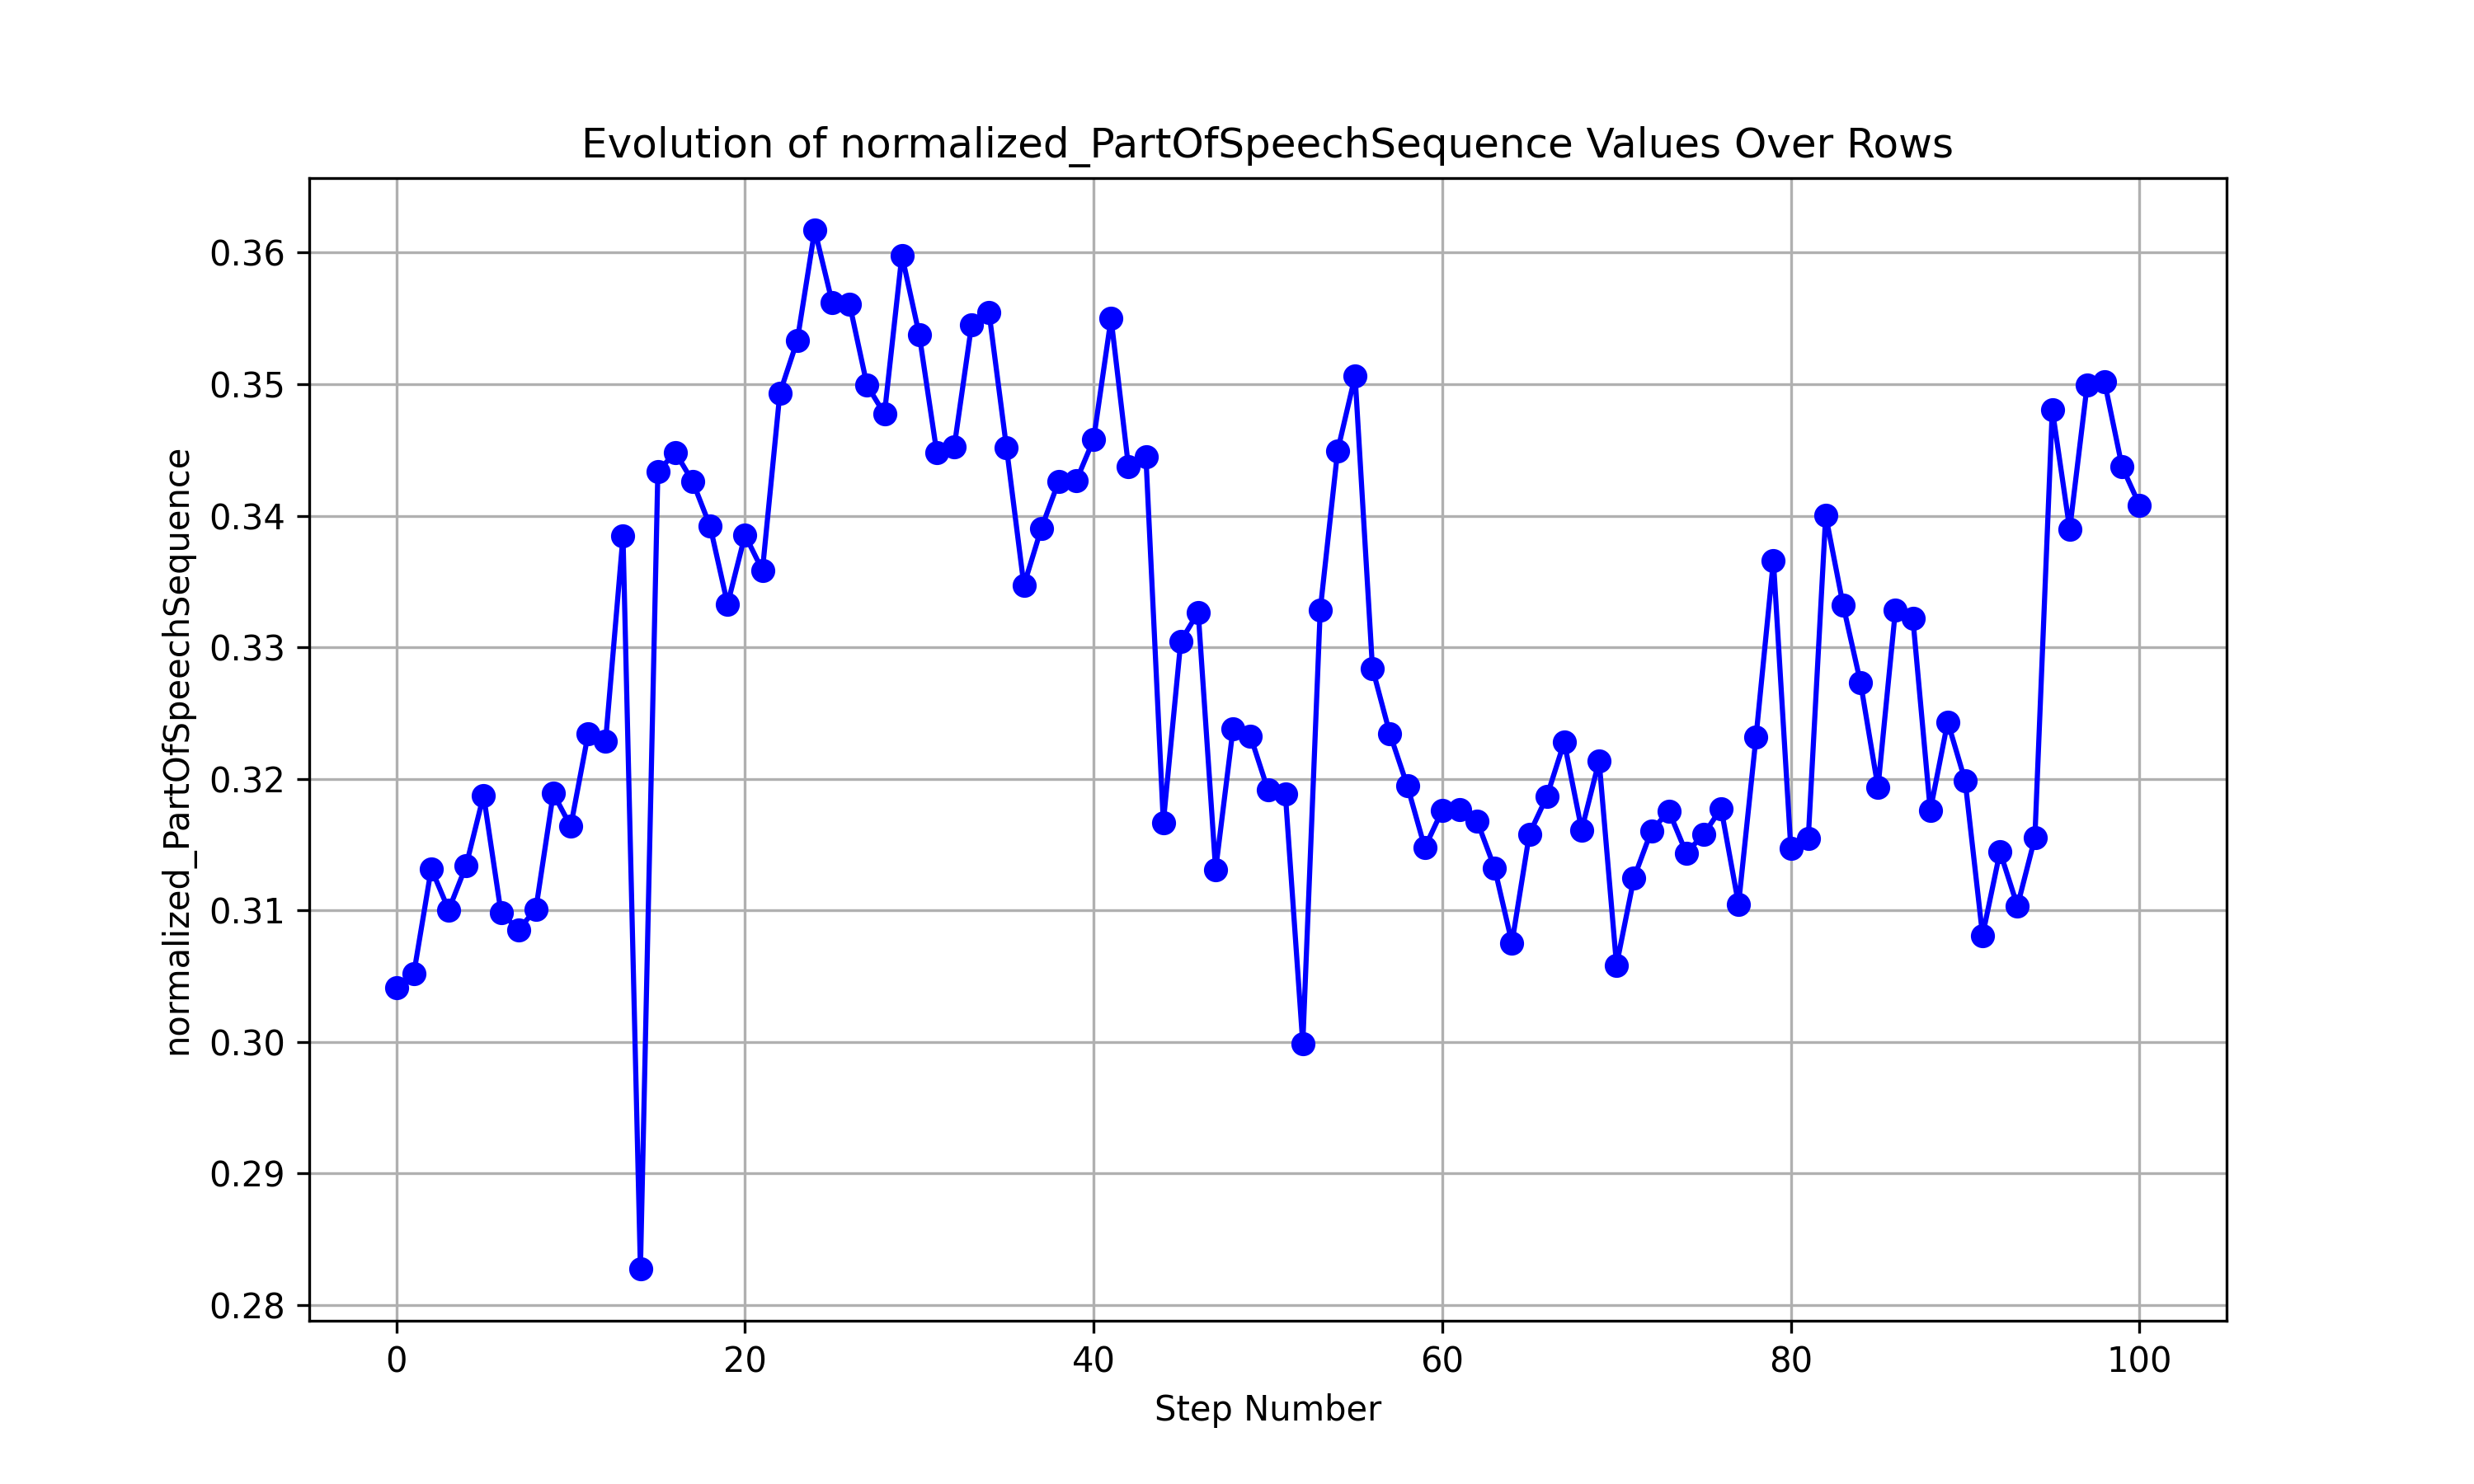 Evolution of normalized_PartOfSpeechSequence Values Over Rows
normalized_PartOfSpeechSequence
0.36
0.35
0.34
0.33
0.32
0.31
0.30
0.29
0.28
0 20 40 60 80 100
Step Number